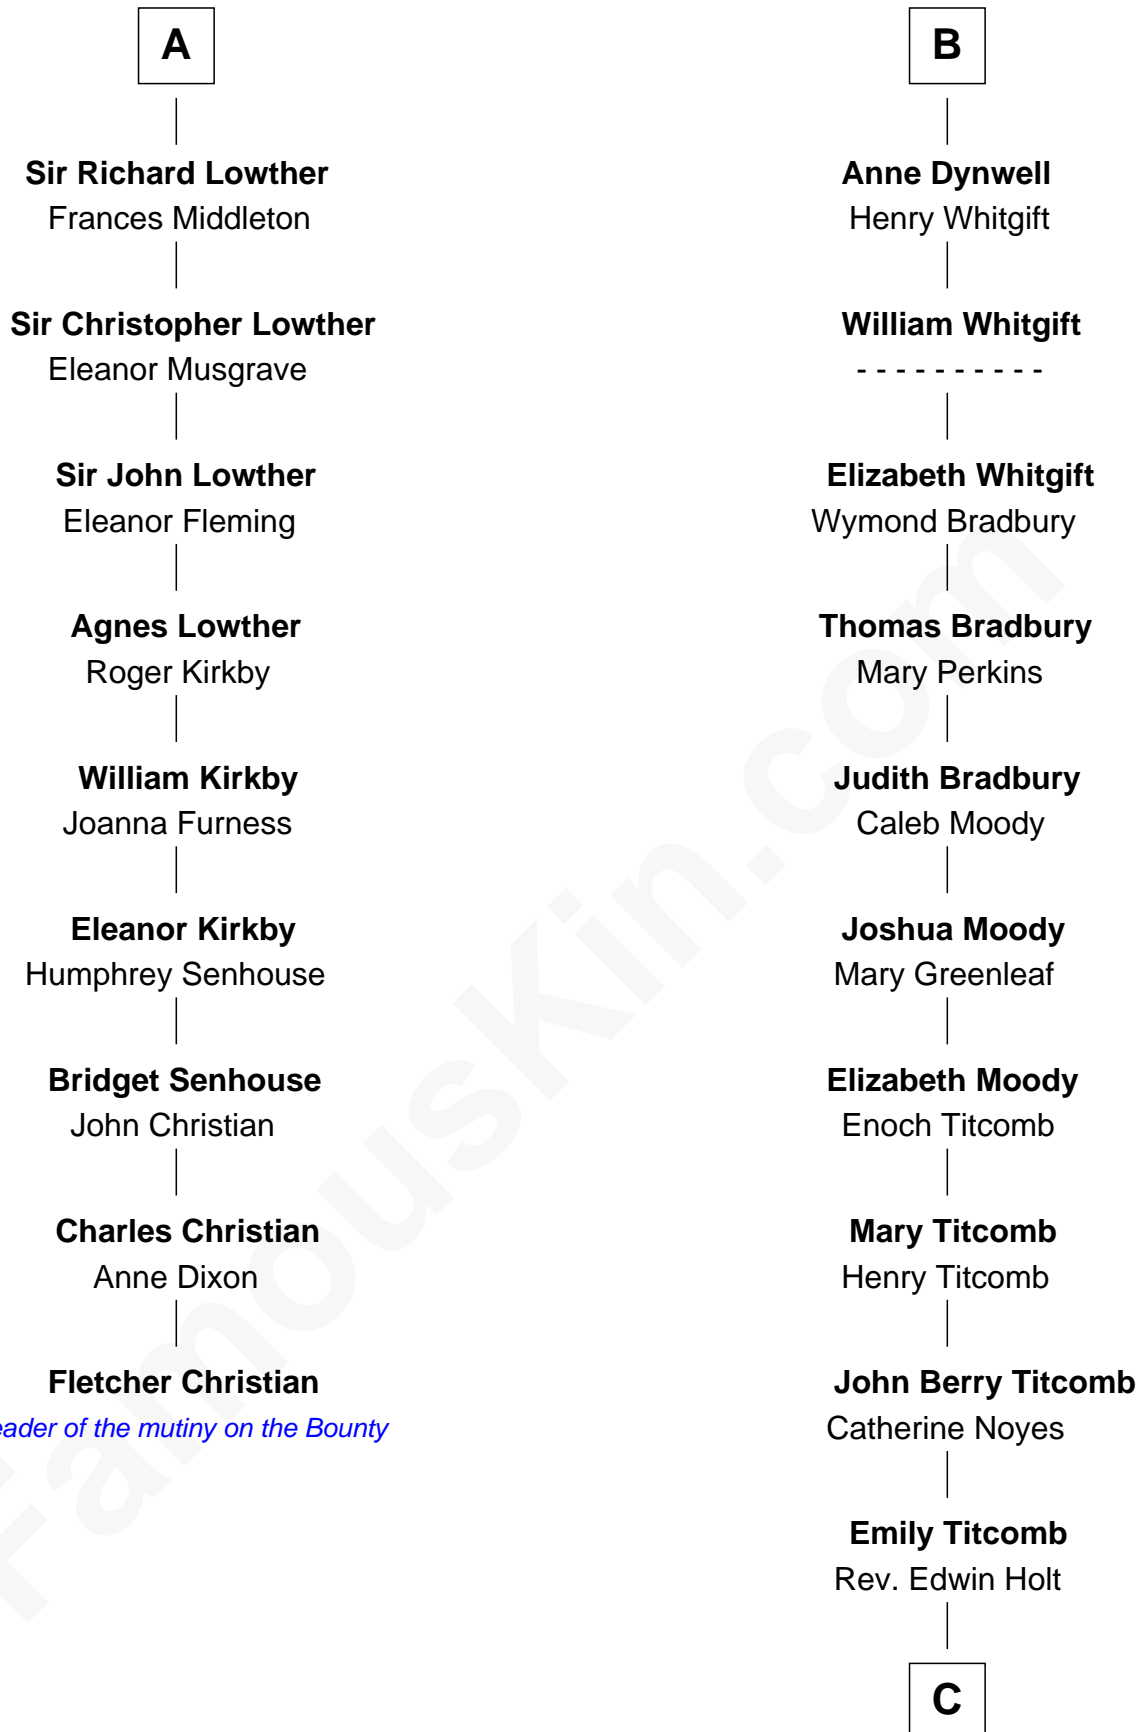 A
Sir Richard Lowther
Frances Middleton
Sir Christopher Lowther
Eleanor Musgrave
Sir John Lowther
Eleanor Fleming
Agnes Lowther
Roger Kirkby
William Kirkby
Joanna Furness
Eleanor Kirkby
Humphrey Senhouse
Bridget Senhouse
John Christian
Charles Christian
Anne Dixon
Fletcher Christian
eader of the mutiny on the Bounty
B
Anne Dynwell
Henry Whitgift
William Whitgift
- - - - - - - - - -
Elizabeth Whitgift
Wymond Bradbury
Thomas Bradbury
Mary Perkins
Judith Bradbury
Caleb Moody
Joshua Moody
Mary Greenleaf
Elizabeth Moody
Enoch Titcomb
Mary Titcomb
Henry Titcomb
John Berry Titcomb
Catherine Noyes
Emily Titcomb
Rev. Edwin Holt
C
FamousKin.com